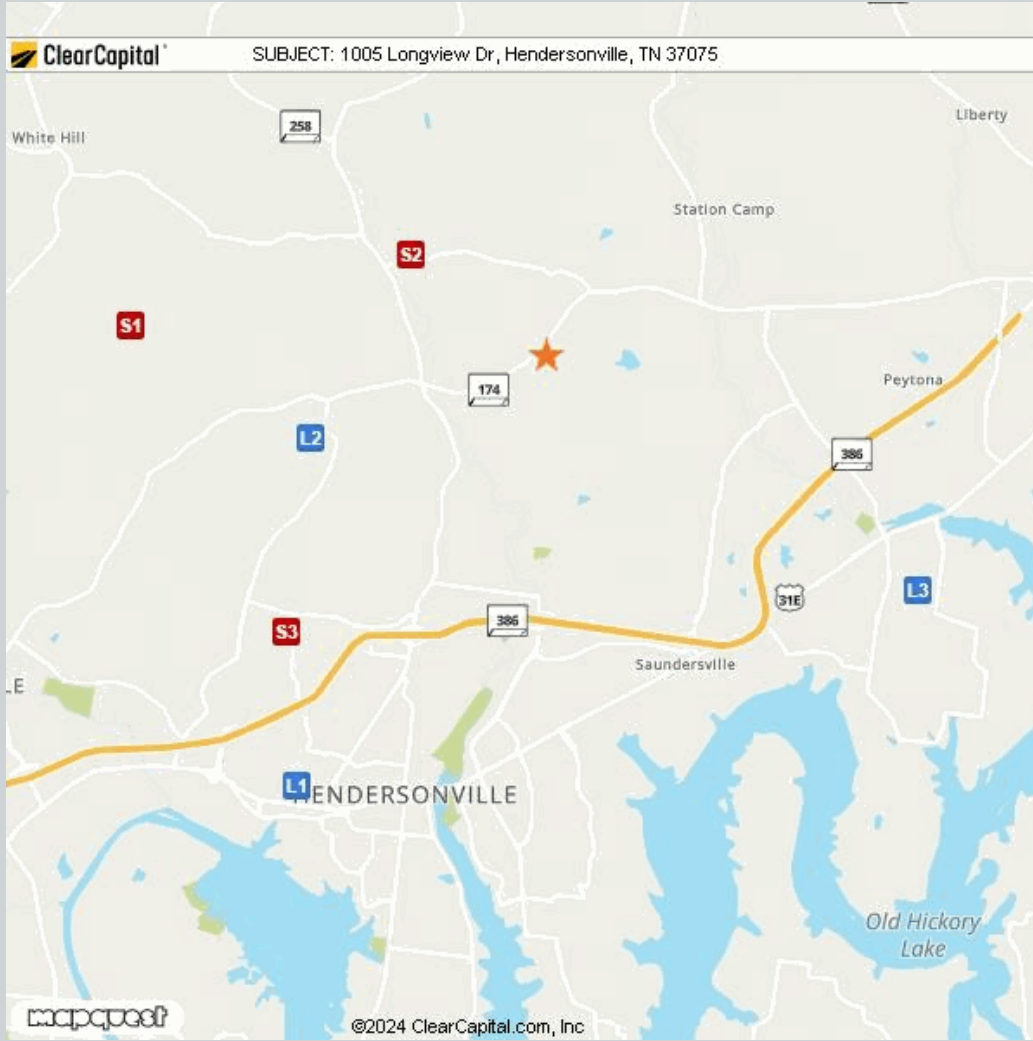 ClearCapital
SUBJECT: 1005 Longview Dr, Hendersonville, TN 37075
Liberty
258
White Hill
Station Camp
S2
S1
Peytona
174
L2
386
L3
31E
386
S3
Saundersville
LE
L1
HENDERSONVILLE
Old Hickory
Lake
mapquest
©2024 ClearCapital.com, Inc